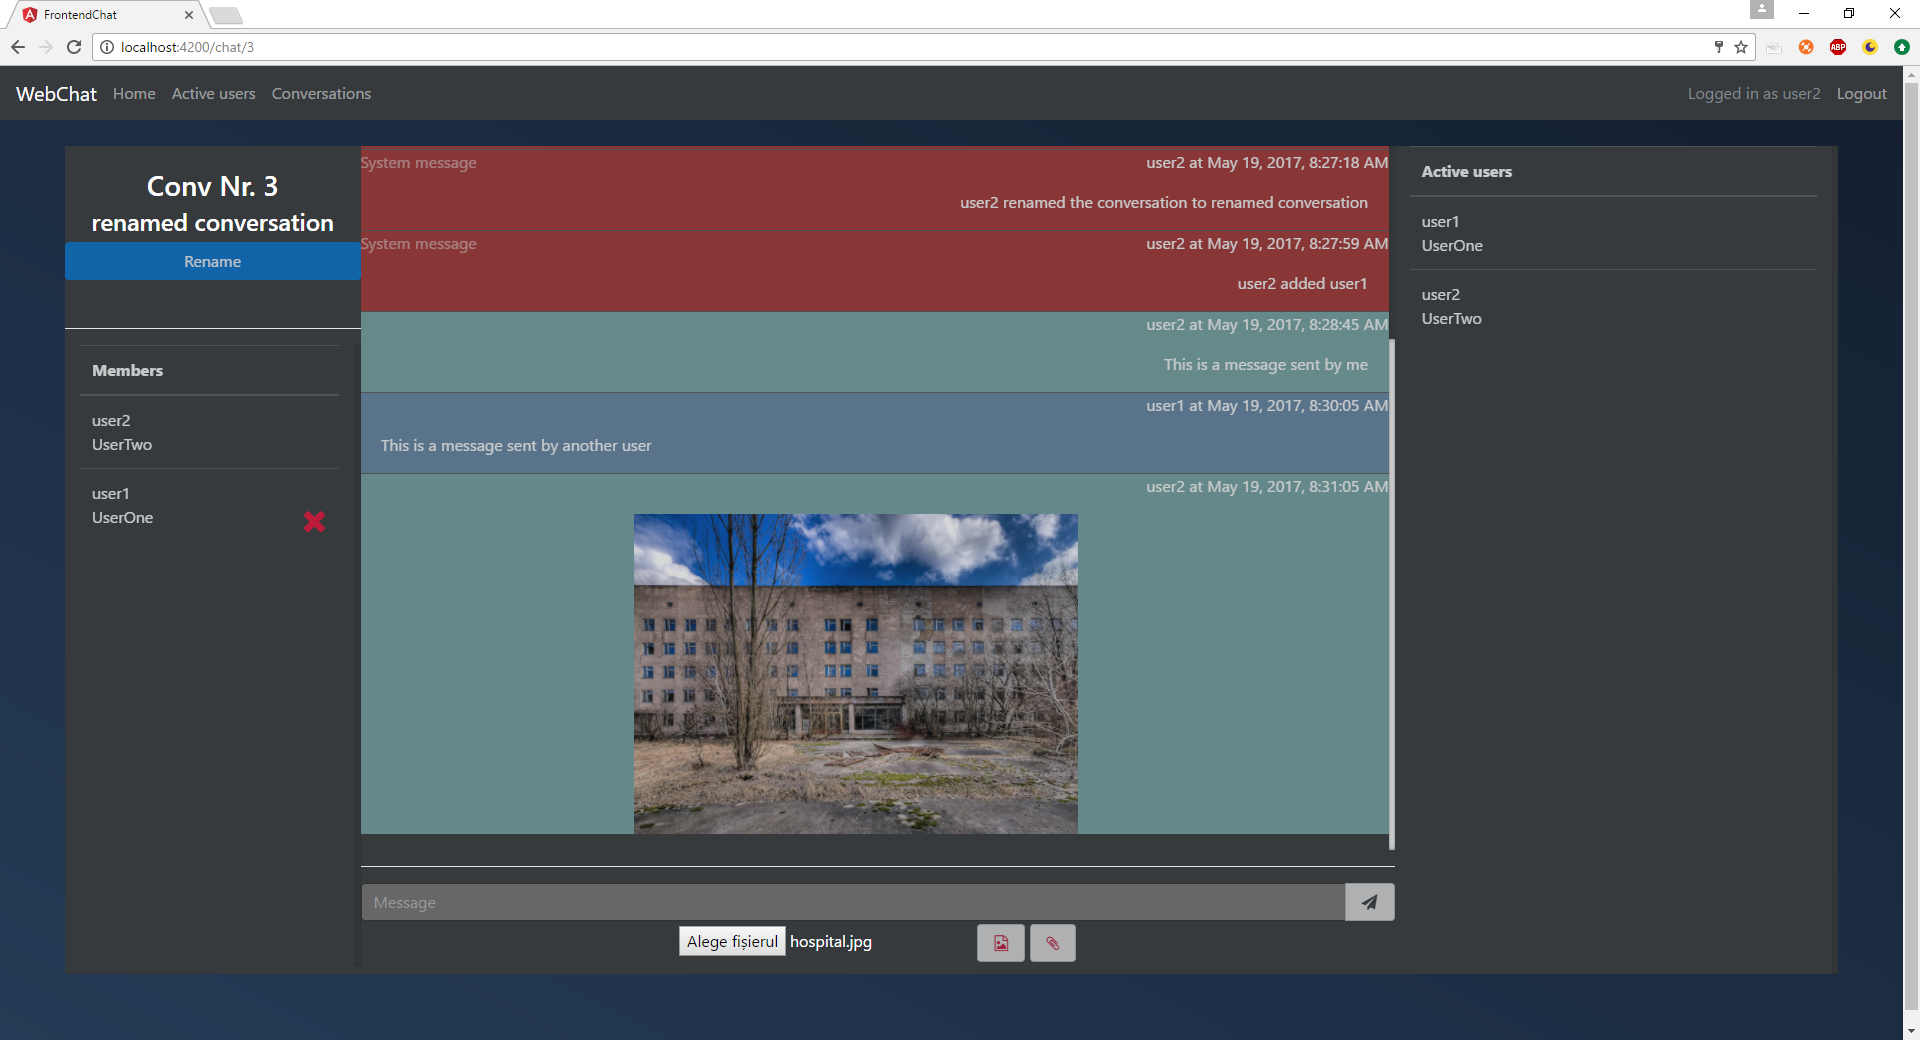 FrontendChat
localhost:4200/chat/3
ABP
WebChat Home Active users Conversations
Logged in as user2 Logout
Conv Nr. 3
renamed conversation
Rename
Members
user2
UserTwo
user1
UserOne
System message user2 at May 19, 2017, 8:27:18 AM
user2 renamed the conversation to renamed conversation
System message user2 at May 19, 2017, 8:27:59 AM
user2 added user1
user2 at May 19, 2017, 8:28:45 AM
This is a message sent by me
user1 at May 19, 2017, 8:30:05 AM
This is a message sent by another user
user2 at May 19, 2017, 8:31:05 AM
Message
Alege fișierul hospital.jpg
Active users
user1
UserOne
user2
UserTwo